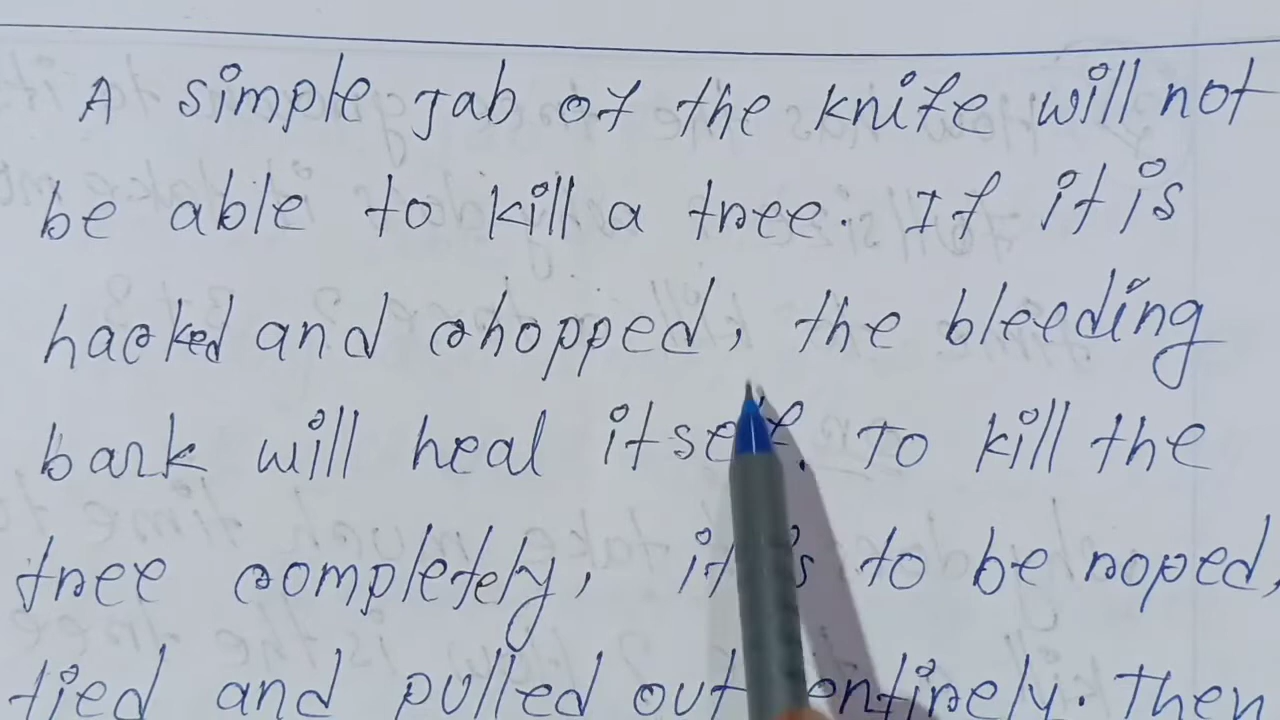 A simple jab of the knife will not
be able to kill a tree. If it is
hacked and chopped, the bleeding
bark will heal itself. To kill the
tree completely, it is to be roped,
tied and pulled out entirely. Then